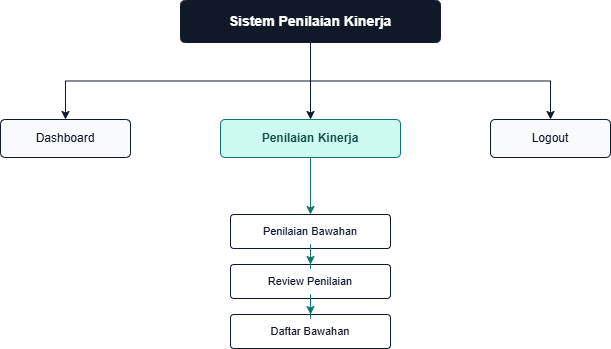 Sistem Penilaian Kinerja
Dashboard
Penilaian Kinerja
Logout
Penilaian Bawahan
Review Penilaian
Daftar Bawahan